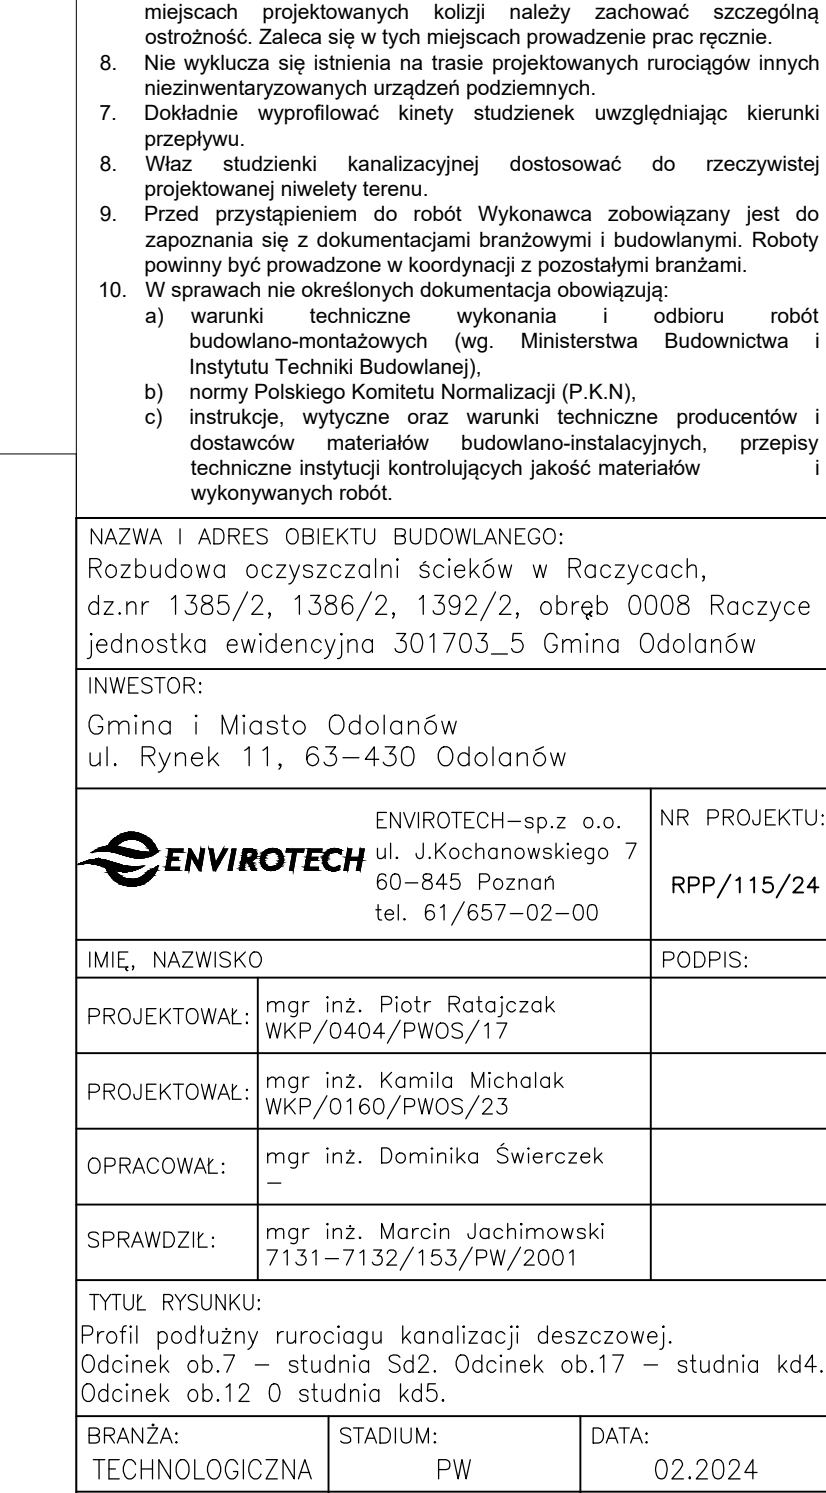 miejscach projektowanych kolizji należy zachować szczególną
ostrożność. Zaleca się w tych miejscach prowadzenie prac ręcznie.
8. Nie wyklucza się istnienia na trasie projektowanych rurociągów innych
niezinwentaryzowanych urządzeń podziemnych.
7. Dokładnie wyprofilować kinety studzienek uwzględniając kierunki
przepływu.
8. Właz studzienki kanalizacyjnej dostosować do rzeczywistej
projektowanej niwelety terenu.
9. Przed przystąpieniem do robót Wykonawca zobowiązany jest do
zapoznania się z dokumentacjami branżowymi i budowlanymi. Roboty
powinny być prowadzone w koordynacji z pozostałymi branżami.
10. W sprawach nie określonych dokumentacja obowiązują:
a) warunki techniczne wykonania i odbioru robót
budowlano-montażowych (wg. Ministerstwa Budownictwa i
Instytutu Techniki Budowlanej),
b) normy Polskiego Komitetu Normalizacji (P.K.N),
c) instrukcje, wytyczne oraz warunki techniczne producentów i
dostawców materiałów budowlano-instalacyjnych, przepisy
techniczne instytucji kontrolujących jakość materiałów i
wykonywanych robót.
NAZWA I ADRES OBIEKTU BUDOWLANEGO:
Rozbudowa oczyszczalni ścieków w Raczycach,
dz.nr 1385/2, 1386/2, 1392/2, obręb 0008 Raczyce
jednostka ewidencyjna 301703_5 Gmina Odolanów
INWESTOR:
Gmina i Miasto Odolanów
ul. Rynek 11, 63-430 Odolanów
ENVIROTECH
ENVIROTECH-sp.z o.o.
ul. J.Kochanowskiego 7
60-845 Poznań
tel. 61/657-02-00
NR PROJEKTU:
RPP/115/24
IMIĘ, NAZWISKO
PODPIS:
PROJEKTOWAŁ:
mgr inż. Piotr Ratajczak
WKP/0404/PWOS/17
PROJEKTOWAŁ:
mgr inż. Kamila Michalak
WKP/0160/PWOS/23
OPRACOWAŁ:
mgr inż. Dominika Świerczek
-
SPRAWDZIŁ:
mgr inż. Marcin Jachimowski
7131-7132/153/PW/2001
TYTUŁ RYSUNKU:
Profil podłużny rurociagu kanalizacji deszczowej.
Odcinek ob.7 - studnia Sd2. Odcinek ob.17 - studnia kd4.
Odcinek ob.12 0 studnia kd5.
BRANŻA:
TECHNOLOGICZNA
STADIUM:
PW
DATA:
02.2024